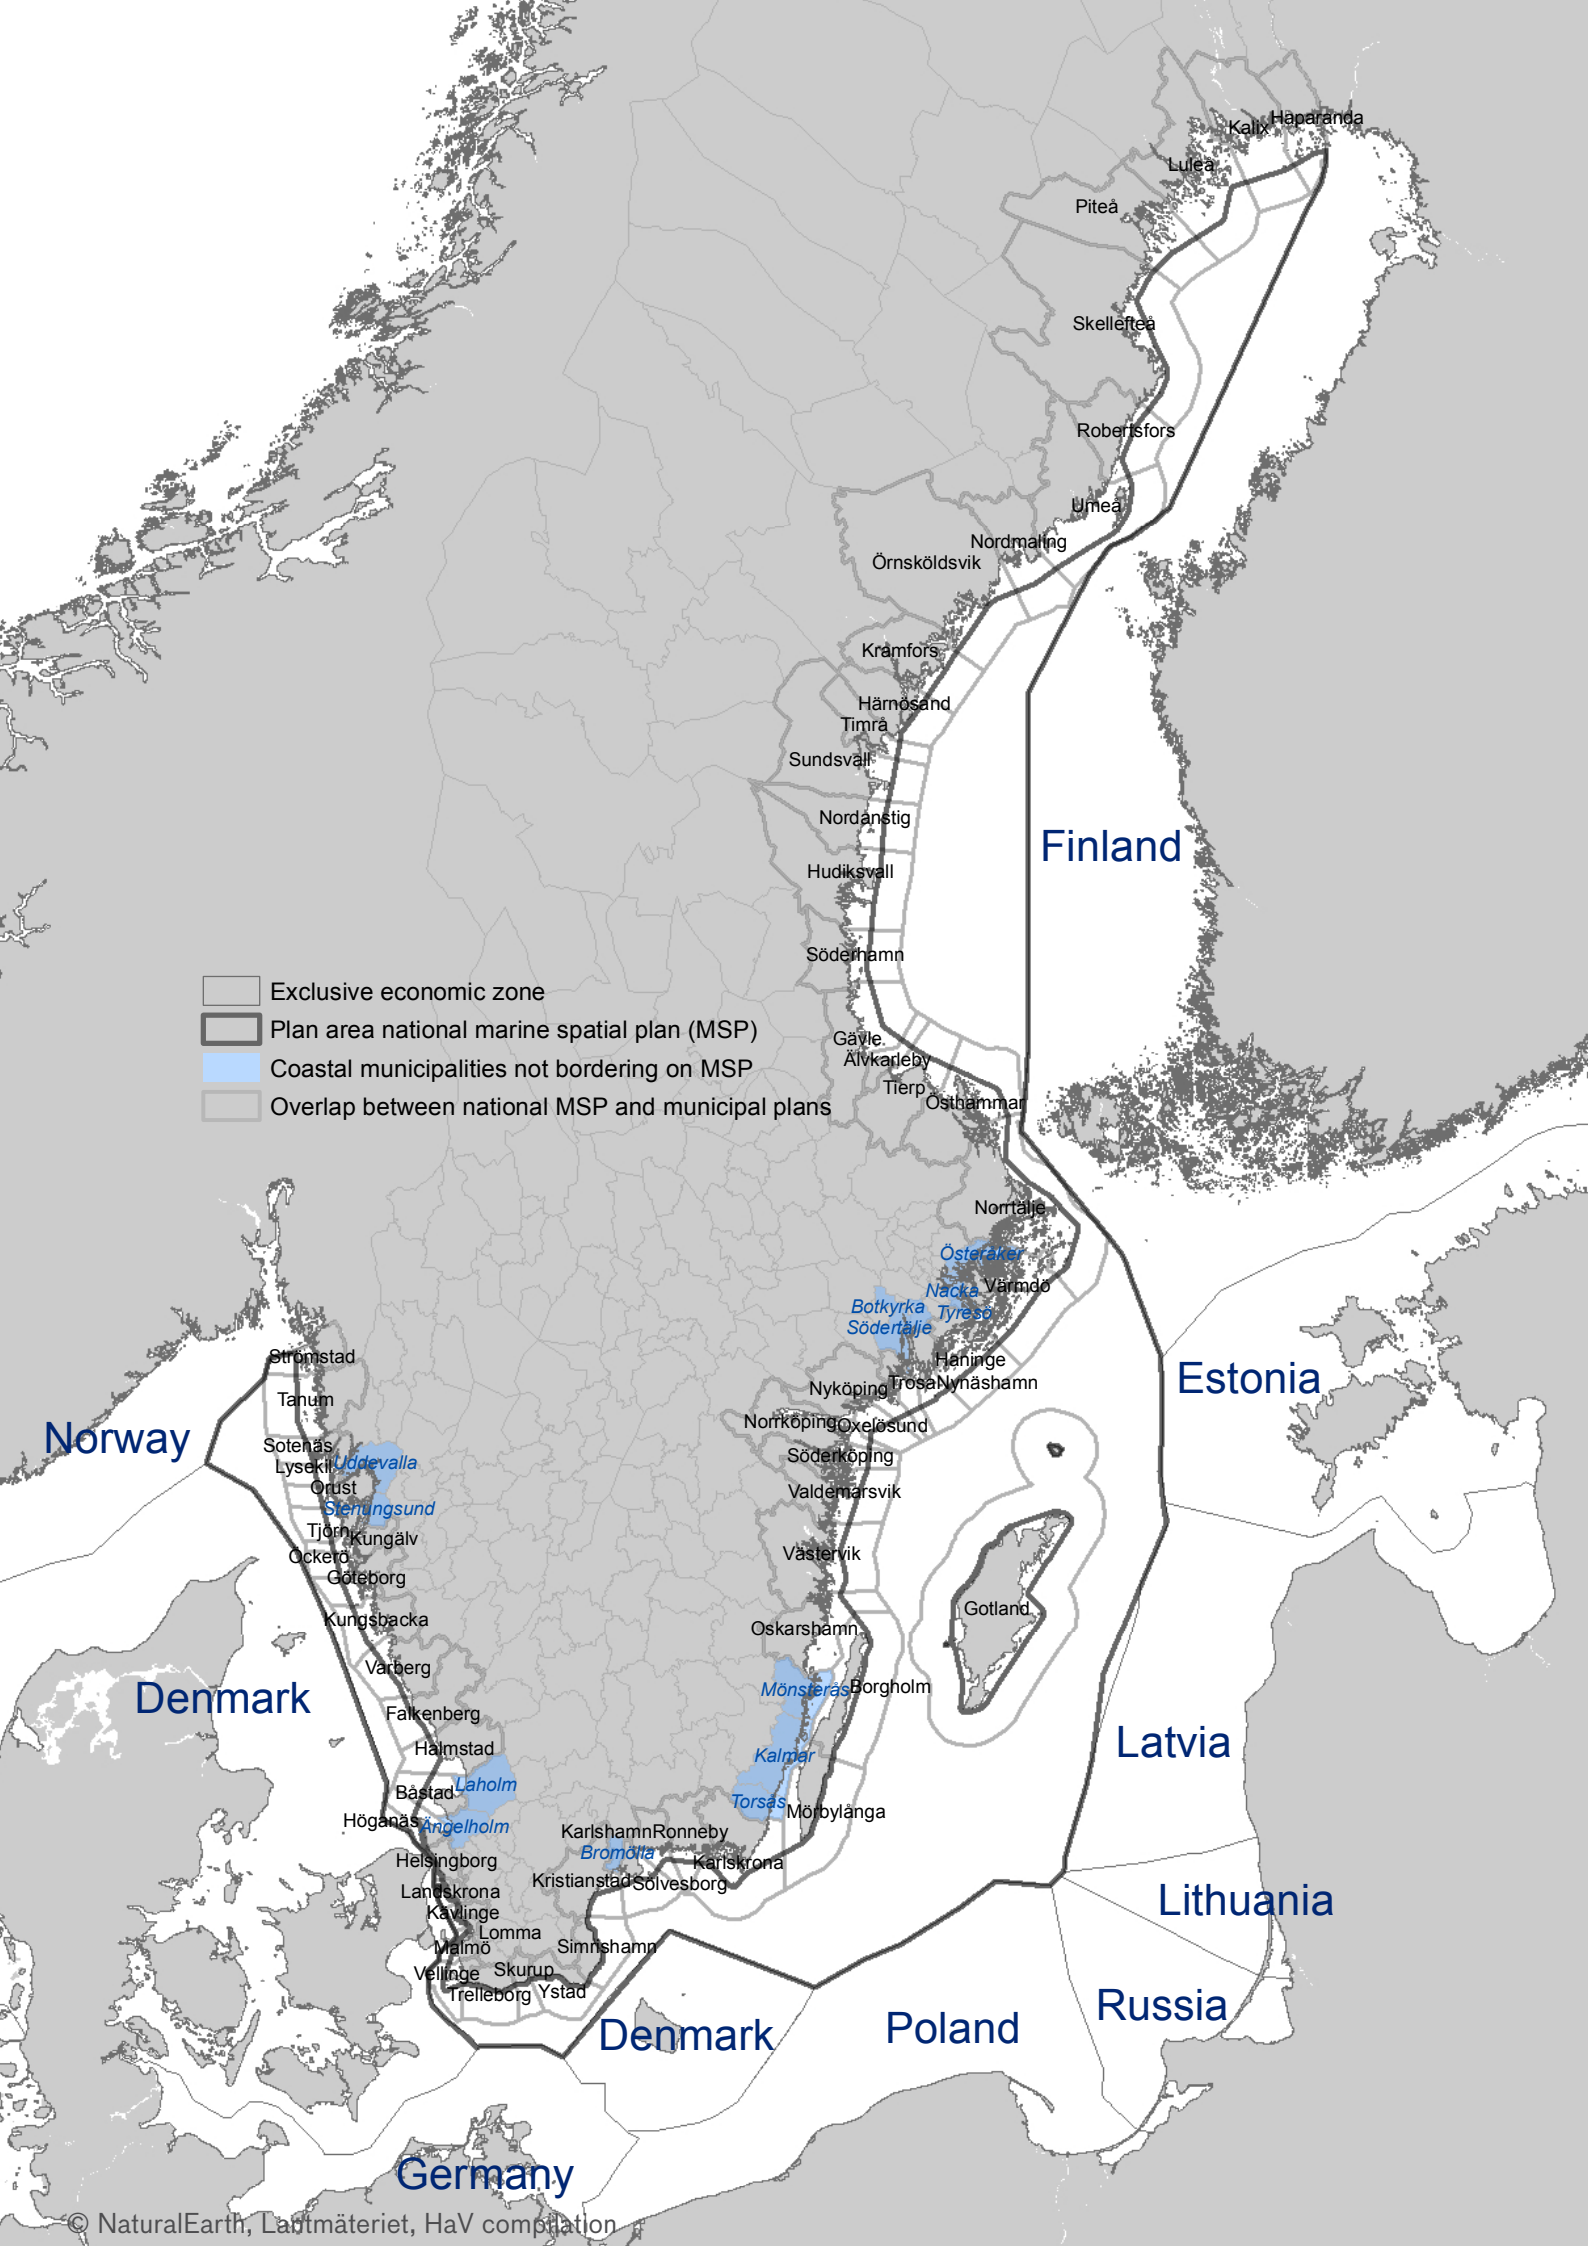 Haparanda
Kalix
Luleå
Piteå
Skellefteå
Robertsfors
Umeå
Nordmaling
Örnsköldsvik
Kramfors
Härnösand
Timrå
Sundsvall
Nordanstig
Finland
Hudiksvall
Söderhamn
Exclusive economic zone
Plan area national marine spatial plan (MSP)
Coastal municipalities not bordering on MSP
Overlap between national MSP and municipal plans
Gävle
Älvkarleby
Tierp
Östhammar
Norrtälje
Österåker
Värmdö
Nacka
Tyresö
Botkyrka
Södertälje
Haninge
Nynäshamn
Trosa
Nyköping
Oxelösund
Norrköping
Söderköping
Valdemarsvik
Västervik
Oskarshamn
Gotland
Estonia
Strömstad
Tanum
Norway
Sotenäs
Lysekil
Uddevalla
Orust
Stenungsund
Tjörn
Kungälv
Öckerö
Göteborg
Kungsbacka
Varberg
Denmark
Falkenberg
Halmstad
Laholm
Båstad
Höganäs
Ängelholm
Helsingborg
Landskrona
Kävlinge
Lomma
Malmö
Vellinge
Skurup
Trelleborg
Ystad
Simrishamn
Kristianstad
Sölvesborg
Bromölla
Karlshamn
Ronneby
Karlskrona
Torsås
Mörbylånga
Kalmar
Mönsterås
Borgholm
Latvia
Lithuania
Russia
Poland
Denmark
Germany
© NaturalEarth, Lantmäteriet, HaV compilation